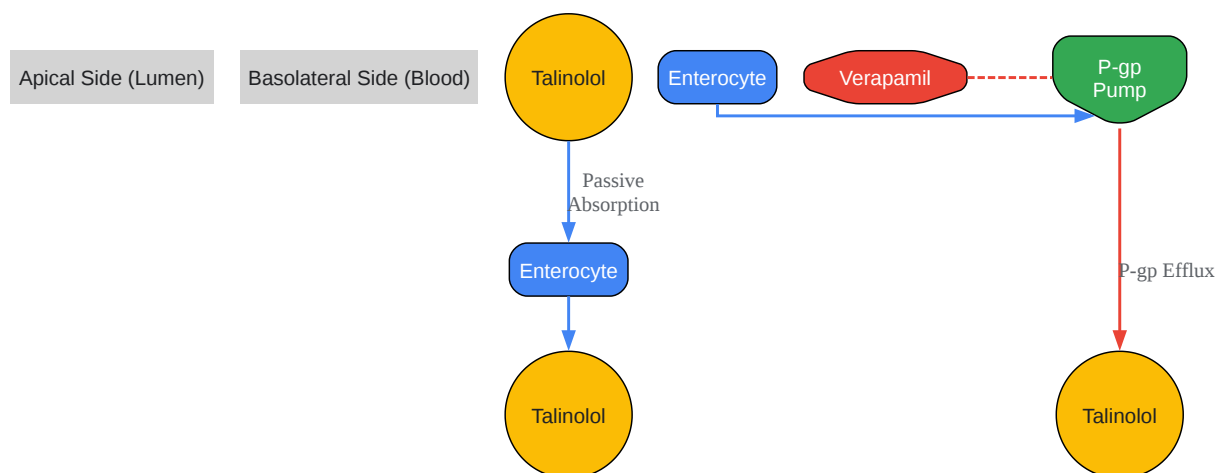 Apical Side (Lumen)
Basolateral Side (Blood)
Talinolol
Enterocyte
Verapamil
P-gp
Pump
Passive
Absorption
Enterocyte
P-gp Efflux
Talinolol
Talinolol